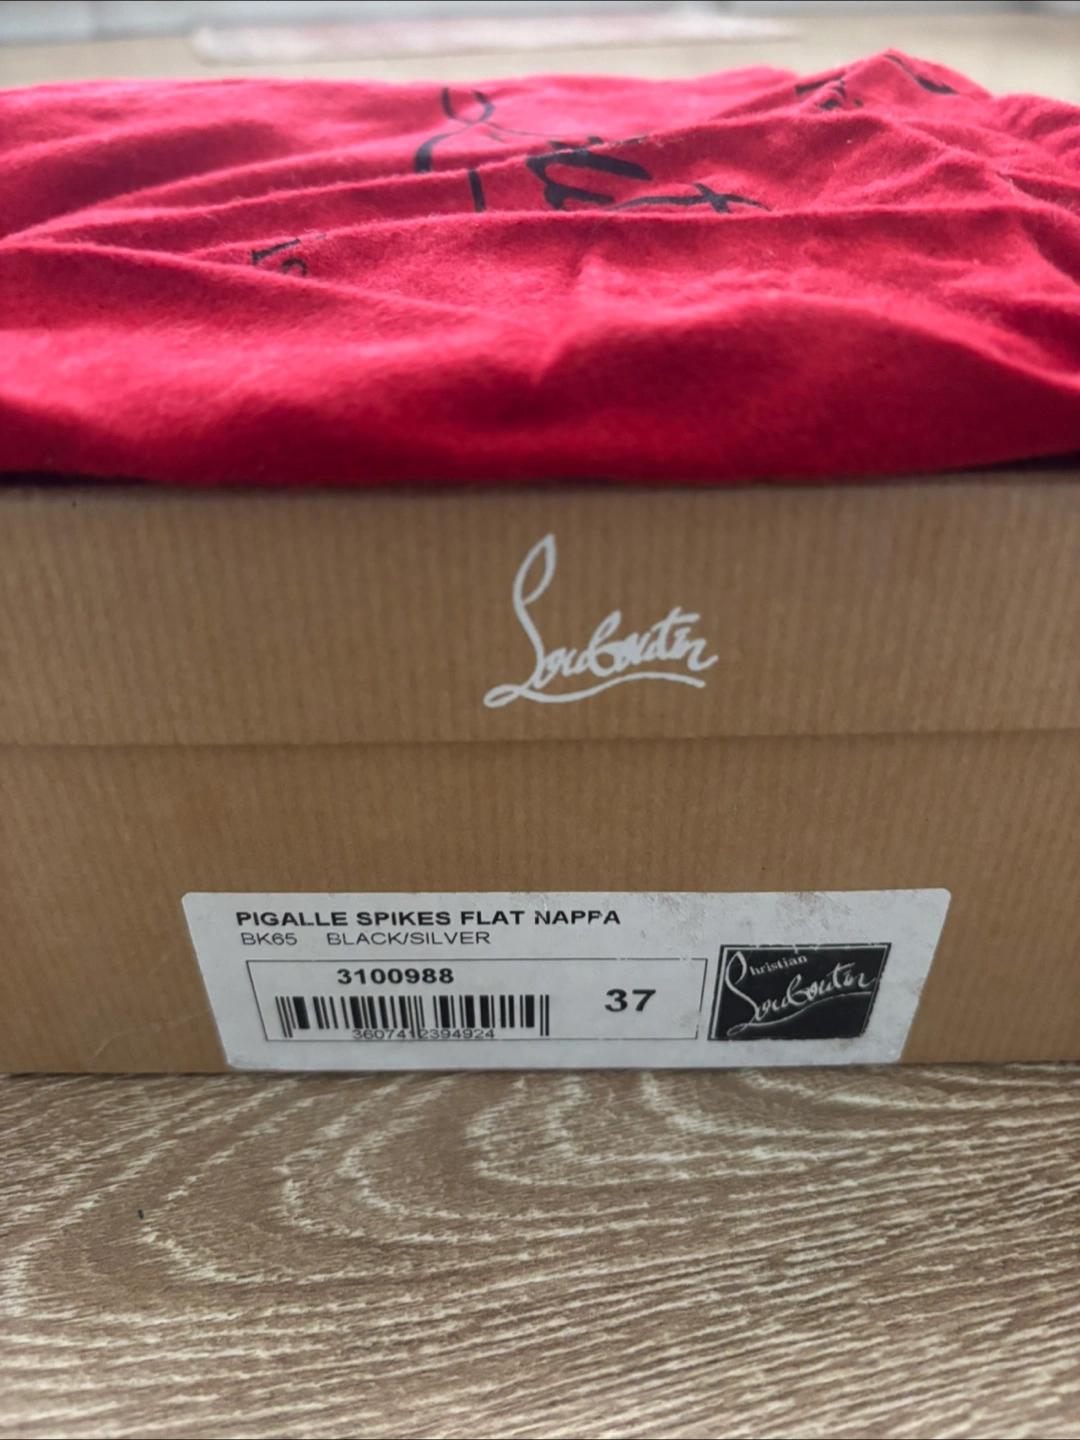 Louboutin
PIGALLE SPIKES FLAT NAPPA
BK65 BLACK/SILVER
3100988
37
3607412394924
Christian
Louboutin